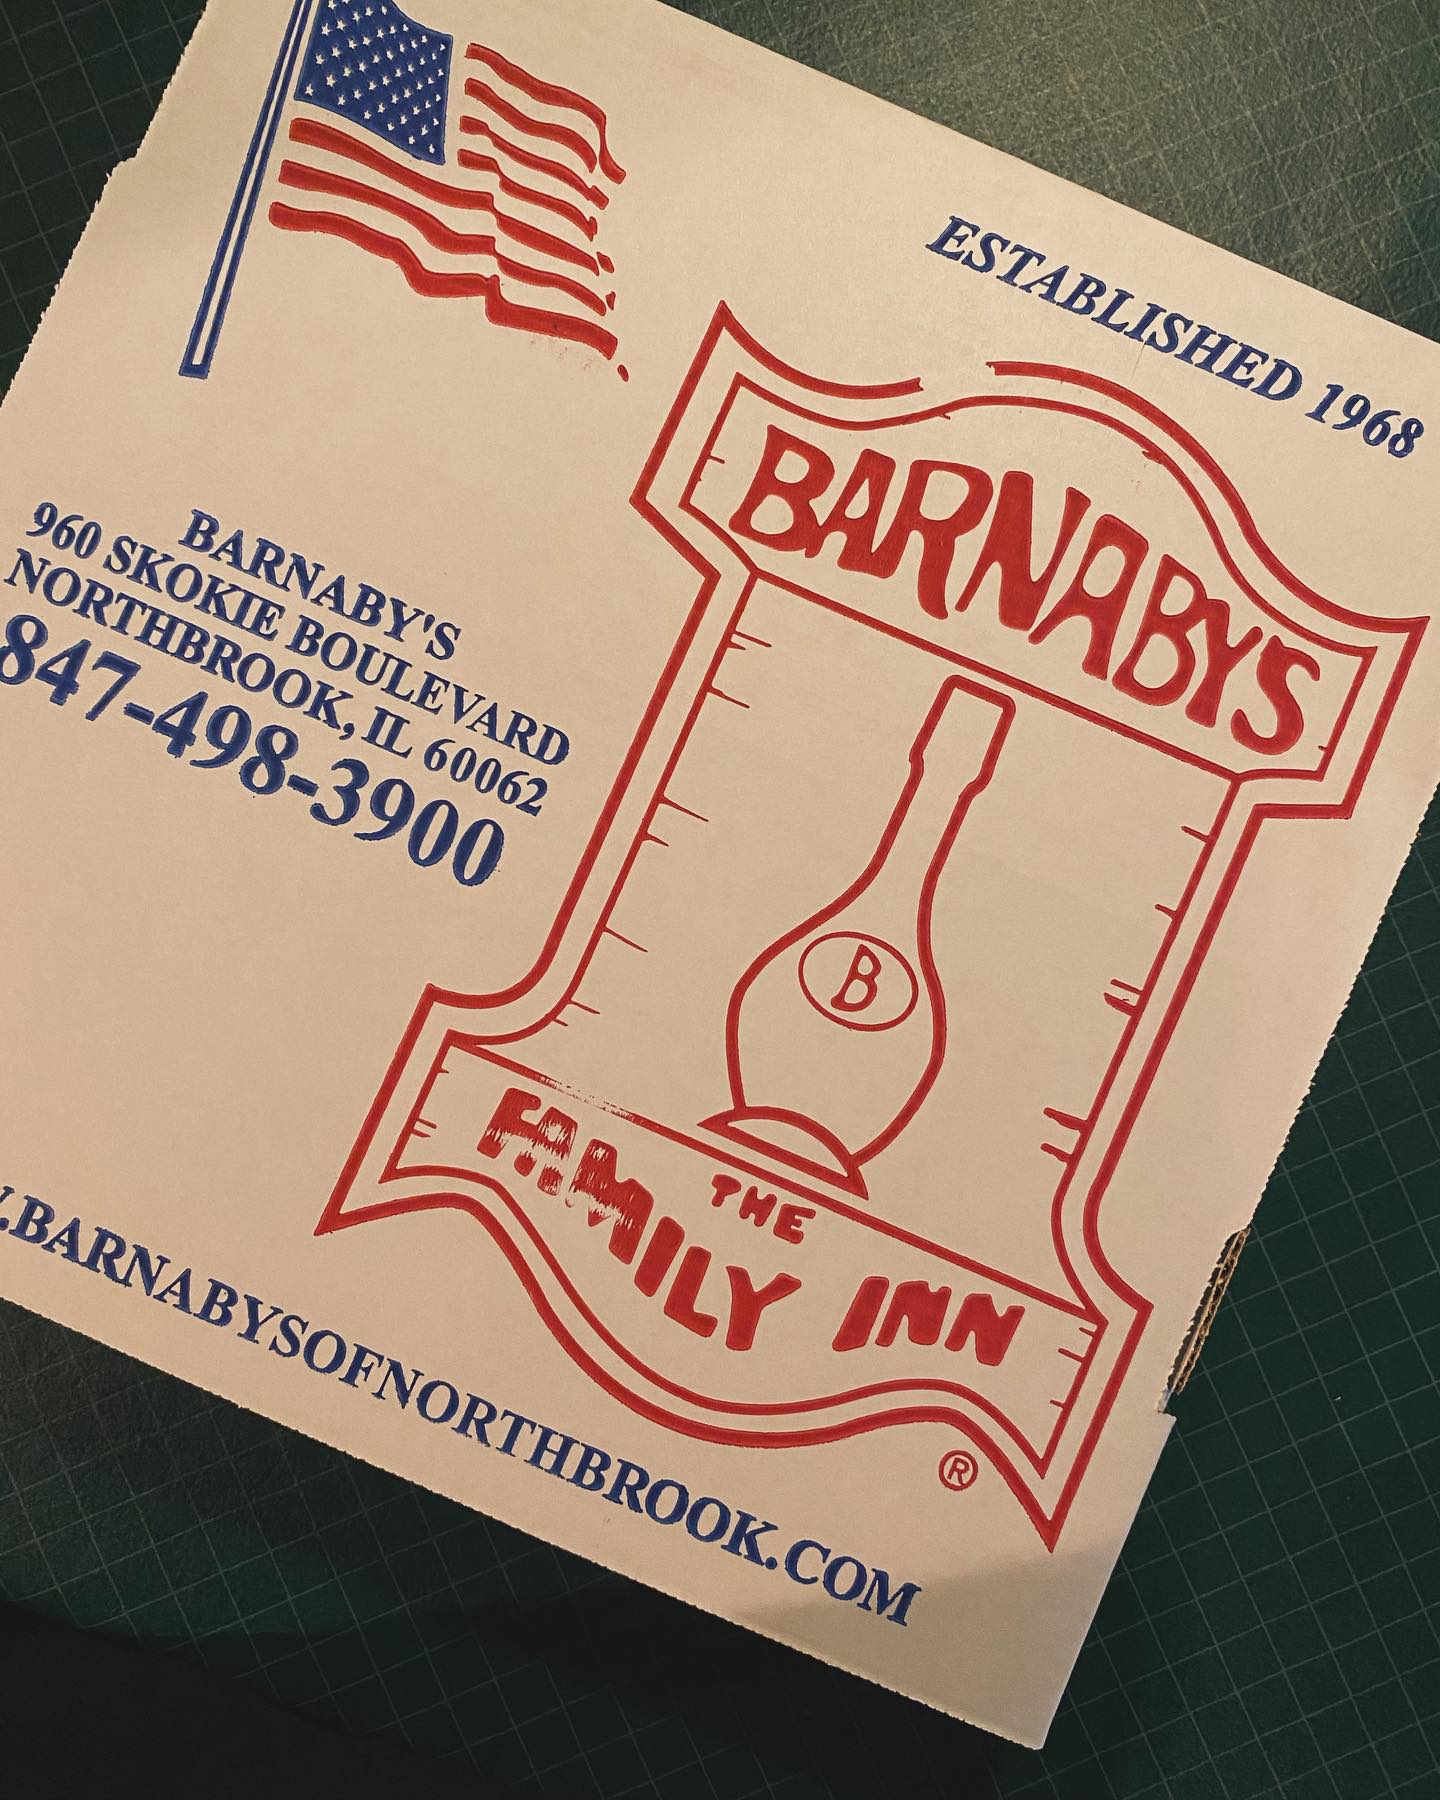 ESTABLISHED 1968
BARNABY'S
960 SKOKIE BOULEVARD
NORTHBROOK, IL 60062
847-498-3900
BARNABYS
B
THE
FAMILY INN
®
.BARNABYSOFNORTHBROOK.COM